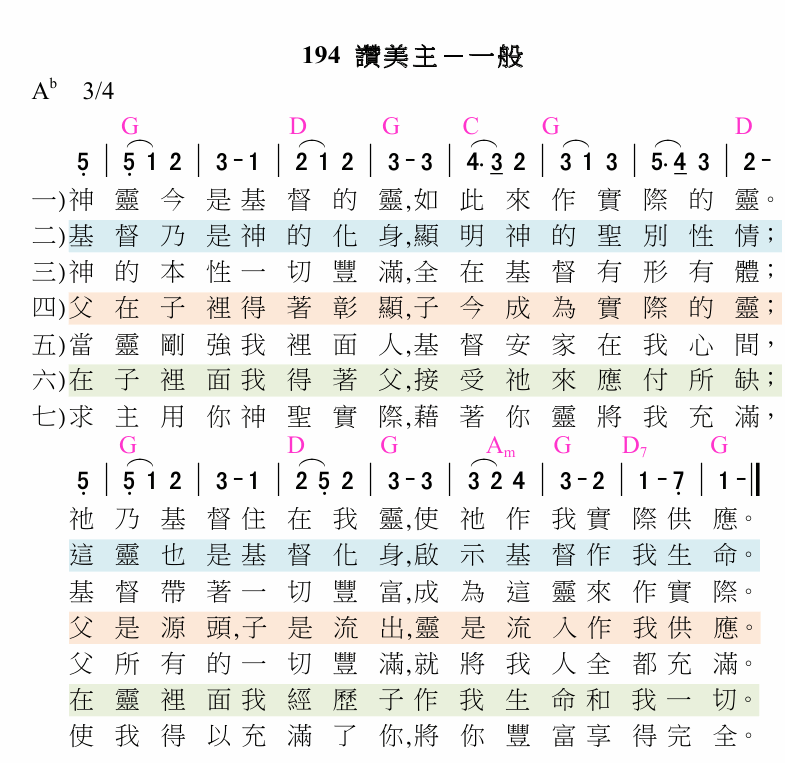 194 讚美主－一般
A♭ 3/4
G D G C G D
5̣ | 5̣ 1 2 | 3 - 1 | 2 1 2 | 3 - 3 | 4. 3 2 | 3 1 3 | 5. 4 3 | 2 -
一)神靈今是基督的靈,如此來作實際的靈。
二)基督乃是神的化身,顯明神的聖別性情；
三)神的本性一切豐滿,全在基督有形有體；
四)父在子裡得著彰顯,子今成為實際的靈；
五)當靈剛強我裡面人,基督安家在我心間，
六)在子裡面我得著父,接受祂來應付所缺；
七)求主用你神聖實際,藉著你靈將我充滿，
G D G Am G D7 G
5̣ | 5̣ 1 2 | 3 - 1 | 2 5̣ 2 | 3 - 3 | 3 2 4 | 3 - 2 | 1 - 7̣ | 1 - ‖
祂乃基督住在我靈,使祂作我實際供應。
這靈也是基督化身,啟示基督作我生命。
基督帶著一切豐富,成為這靈來作實際。
父是源頭,子是流出,靈是流入作我供應。
父所有的一切豐滿,就將我人全都充滿。
在靈裡面我經歷子作我生命和我一切。
使我得以充滿了你,將你豐富享得完全。